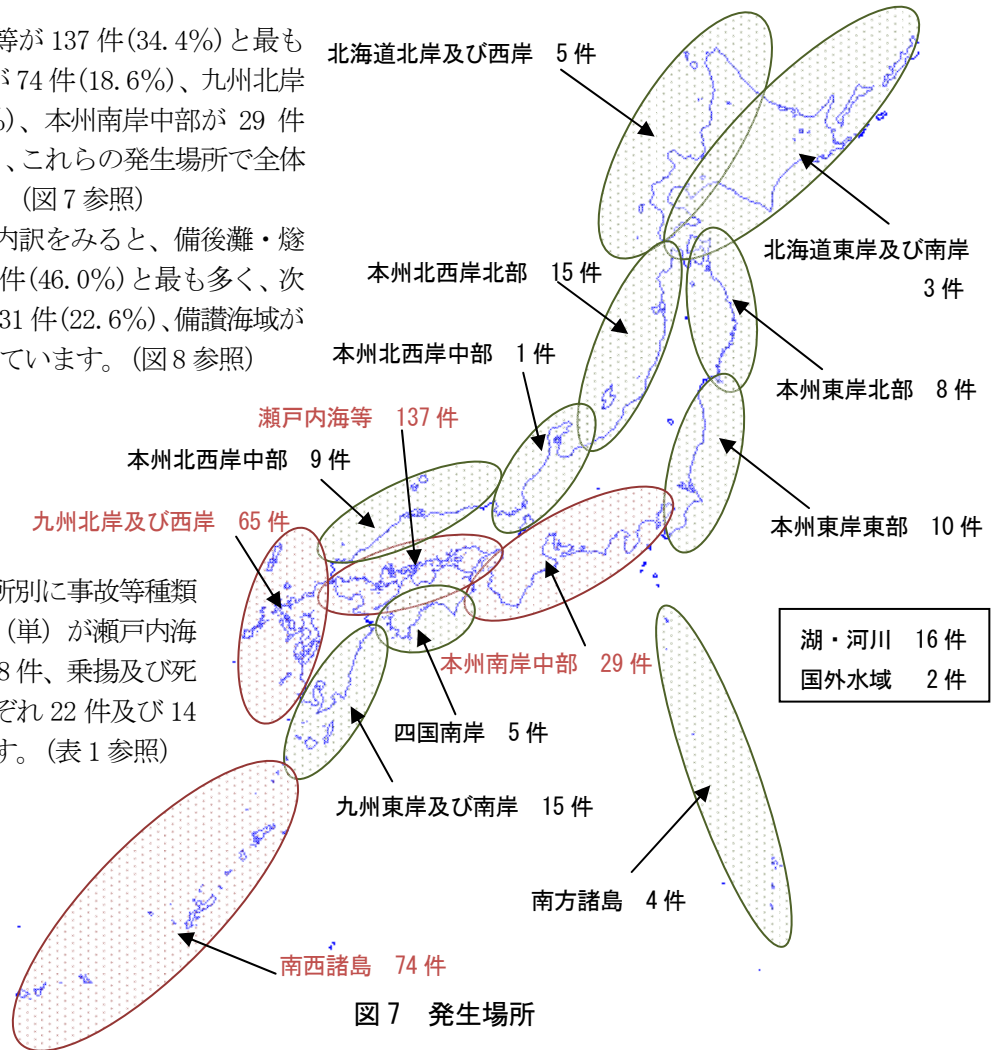 等が 137 件(34.4%)と最も
が 74 件(18.6%)、九州北岸
%)、本州南岸中部が 29 件
、これらの発生場所で全体
。(図 7 参照)
内訳をみると、備後灘・燧
件(46.0%)と最も多く、次
31 件(22.6%)、備讃海域が
ています。(図 8 参照)
所別に事故等種類
(単)が瀬戸内海
8 件、乗揚及び死
ぞれ 22 件及び 14
す。(表 1 参照)
北海道北岸及び西岸 5 件
北海道東岸及び南岸
3 件
本州北西岸北部 15 件
本州北西岸中部 1 件
本州東岸北部 8 件
瀬戸内海等 137 件
本州北西岸中部 9 件
九州北岸及び西岸 65 件
本州東岸東部 10 件
湖・河川 16 件
国外水域 2 件
本州南岸中部 29 件
四国南岸 5 件
九州東岸及び南岸 15 件
南方諸島 4 件
南西諸島 74 件
図 7 発生場所